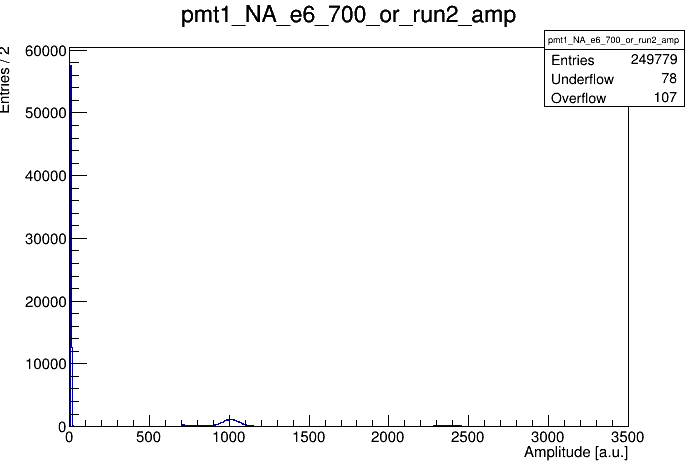 pmt1_NA_e6_700_or_run2_amp
pmt1_NA_e6_700_or_run2_amp
Entries 249779
Underflow 78
Overflow 107
Entries / 2
60000
50000
40000
30000
20000
10000
0
0 500 1000 1500 2000 2500 3000 3500
Amplitude [a.u.]